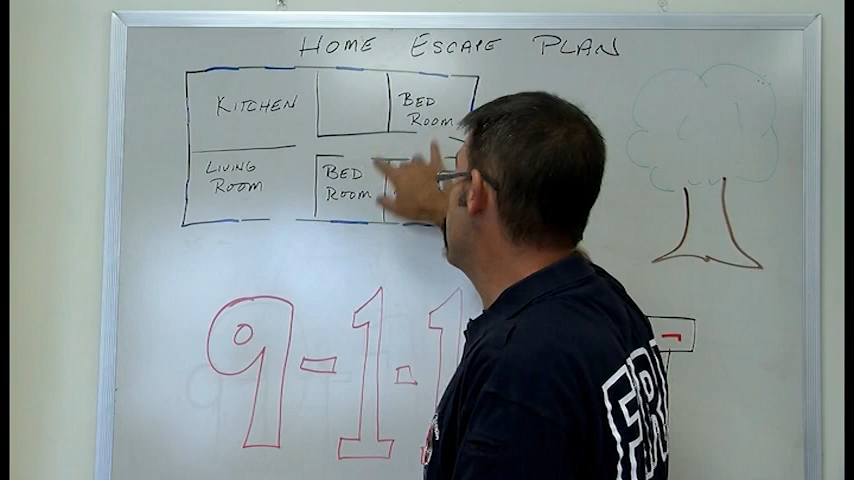 HOME ESCAPE PLAN
KITCHEN
BED
ROOM
LIVING
ROOM
BED
ROOM
9-1-1